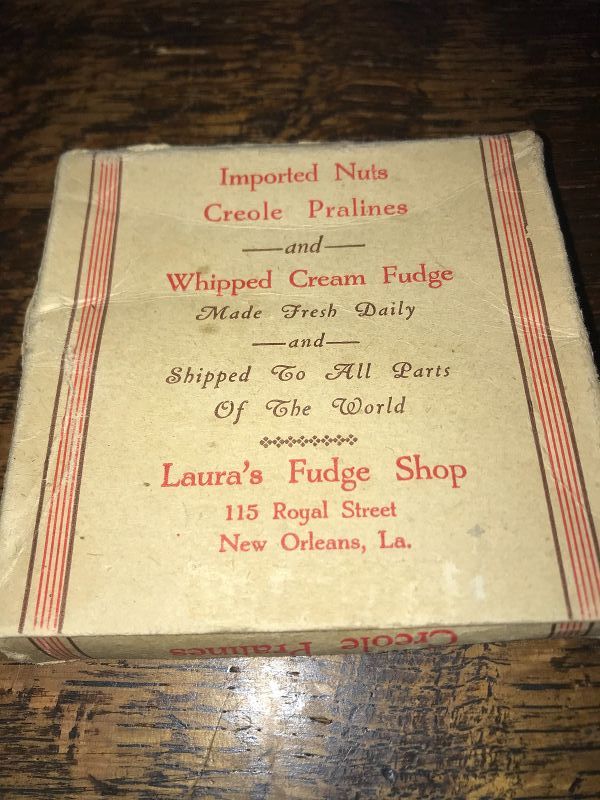 Imported Nuts
Creole Pralines
—and—
Whipped Cream Fudge
Made Fresh Daily
—and—
Shipped To All Parts
Of The World
Laura's Fudge Shop
115 Royal Street
New Orleans, La.
Creole Pralines